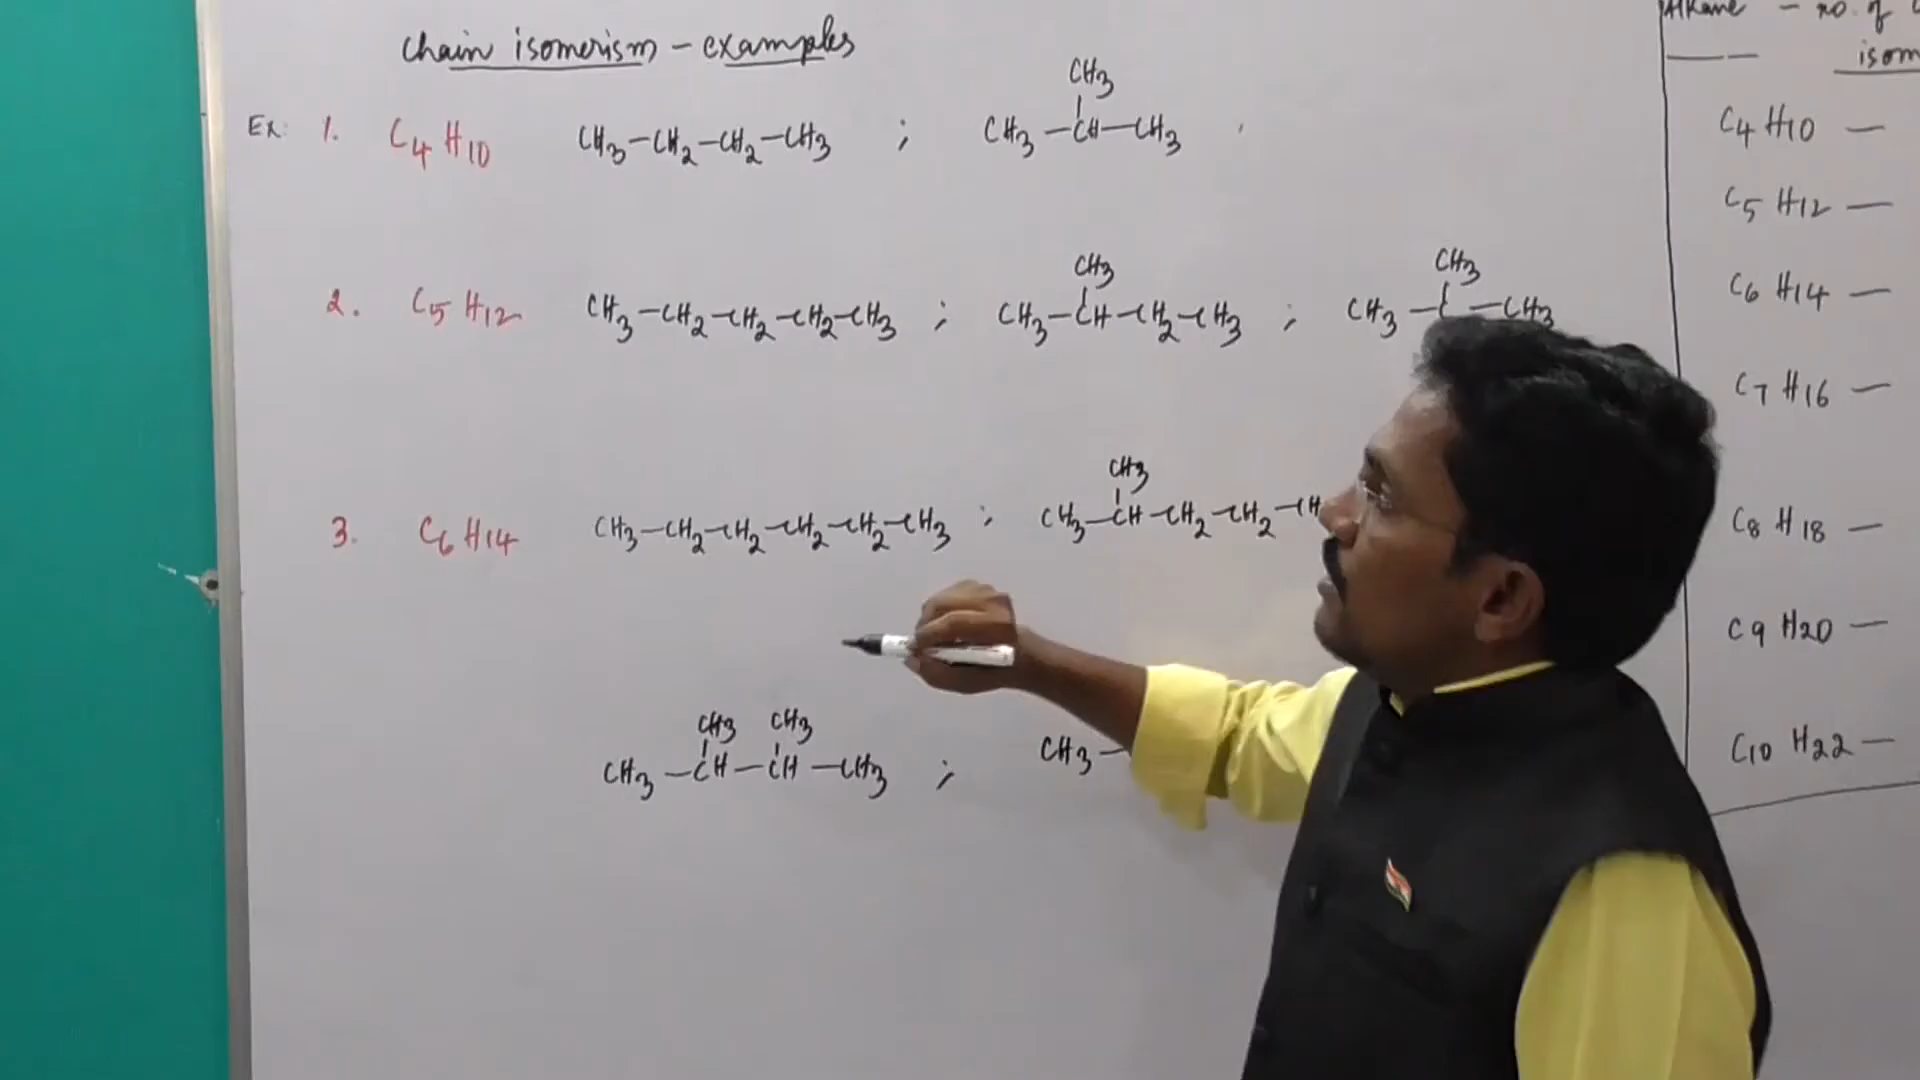 Chain isomerism - examples
Ex: 1. C4H10 CH3-CH2-CH2-CH3 ; CH3-CH-CH3
CH3
2. C5H12 CH3-CH2-CH2-CH2-CH3 ; CH3-CH-CH2-CH3 ; CH3-C-CH3
CH3 CH3
3. C6H14 CH3-CH2-CH2-CH2-CH2-CH3 ; CH3-CH-CH2-CH2-CH
CH3
CH3 CH3
CH3-CH-CH-CH3 ; CH3-
Alkane - no. of
isom
C4H10 -
C5H12 -
C6H14 -
C7H16 -
C8H18 -
C9H20 -
C10H22 -